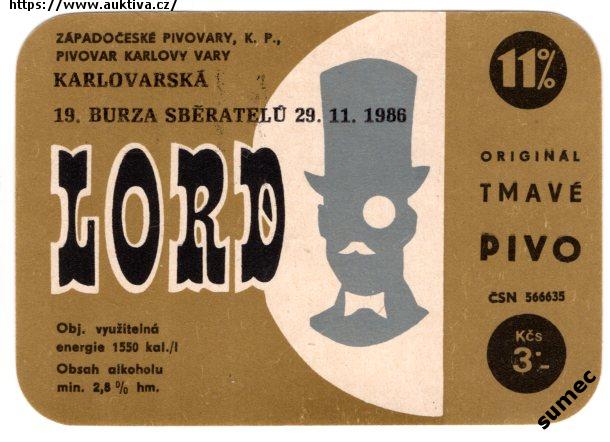 https://www.auktiva.cz/
ZÁPADOČESKÉ PIVOVARY, K. P.,
PIVOVAR KARLOVY VARY
KARLOVARSKÁ
19. BURZA SBĚRATELŮ 29. 11. 1986
LORD
Obj. využitelná
energie 1550 kal./l
Obsah alkoholu
min. 2,8 % hm.
11%
ORIGINÁL
TMAVÉ
PIVO
ČSN 566635
Kčs
3:-
sumec